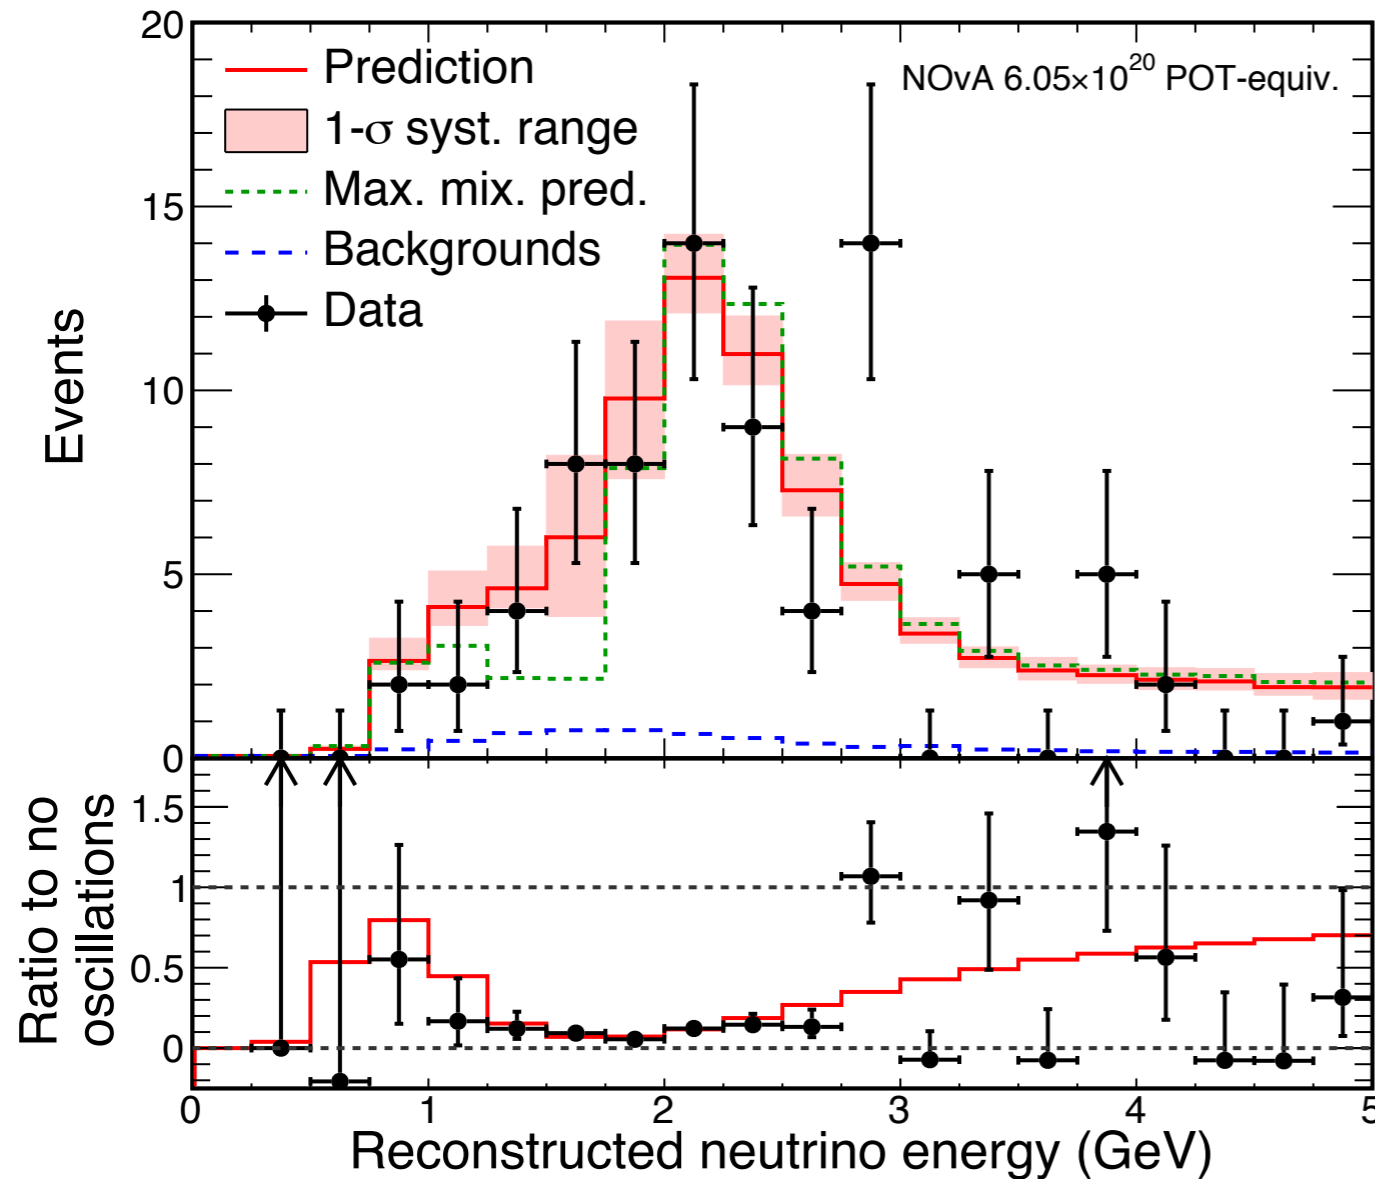 20
15
10
5
0
Events
Prediction
1-σ syst. range
Max. mix. pred.
Backgrounds
Data
NOvA 6.05×10²⁰ POT-equiv.
1.5
1
0.5
0
Ratio to no
oscillations
0 1 2 3 4 5
Reconstructed neutrino energy (GeV)